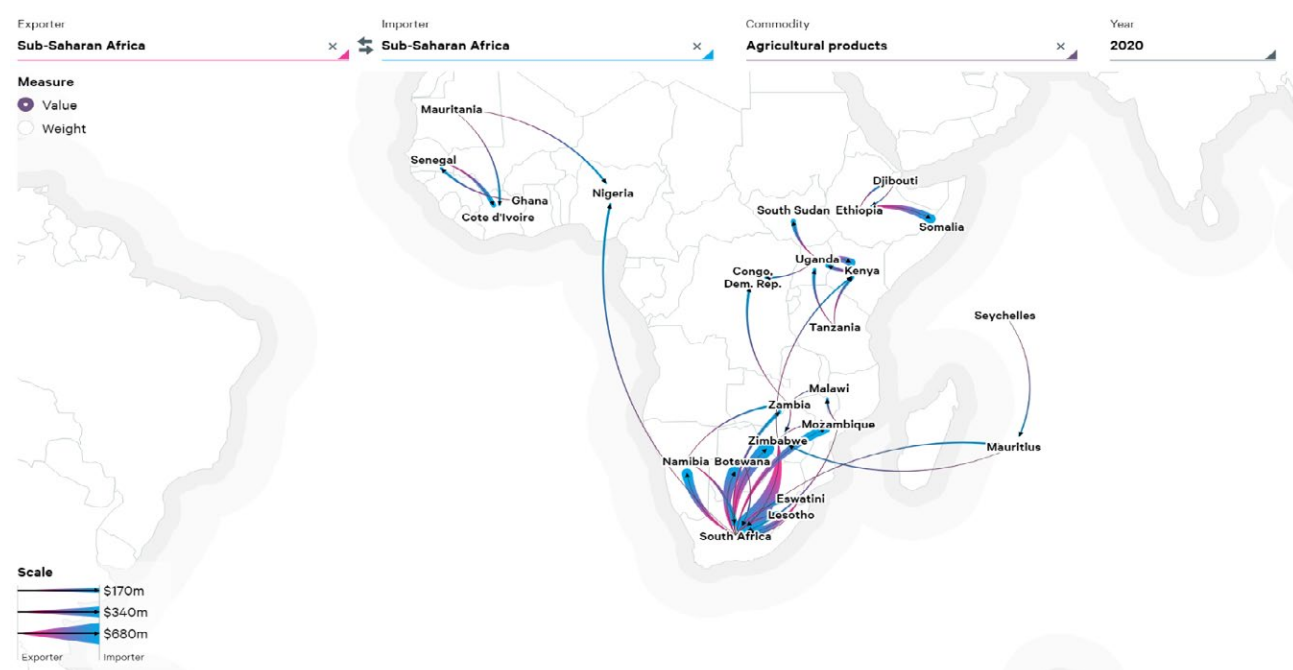 Exporter
Sub-Saharan Africa ×
Importer
Sub-Saharan Africa ×
Commodity
Agricultural products ×
Year
2020
Measure
Value
Weight
Mauritania
Senegal
Ghana
Cote d'Ivoire
Nigeria
Djibouti
South Sudan
Ethiopia
Somalia
Uganda
Kenya
Congo,
Dem. Rep.
Tanzania
Seychelles
Malawi
Zambia
Mozambique
Zimbabwe
Mauritius
Namibia
Botswana
Eswatini
Lesotho
South Africa
Scale
$170m
$340m
$680m
Exporter
Importer